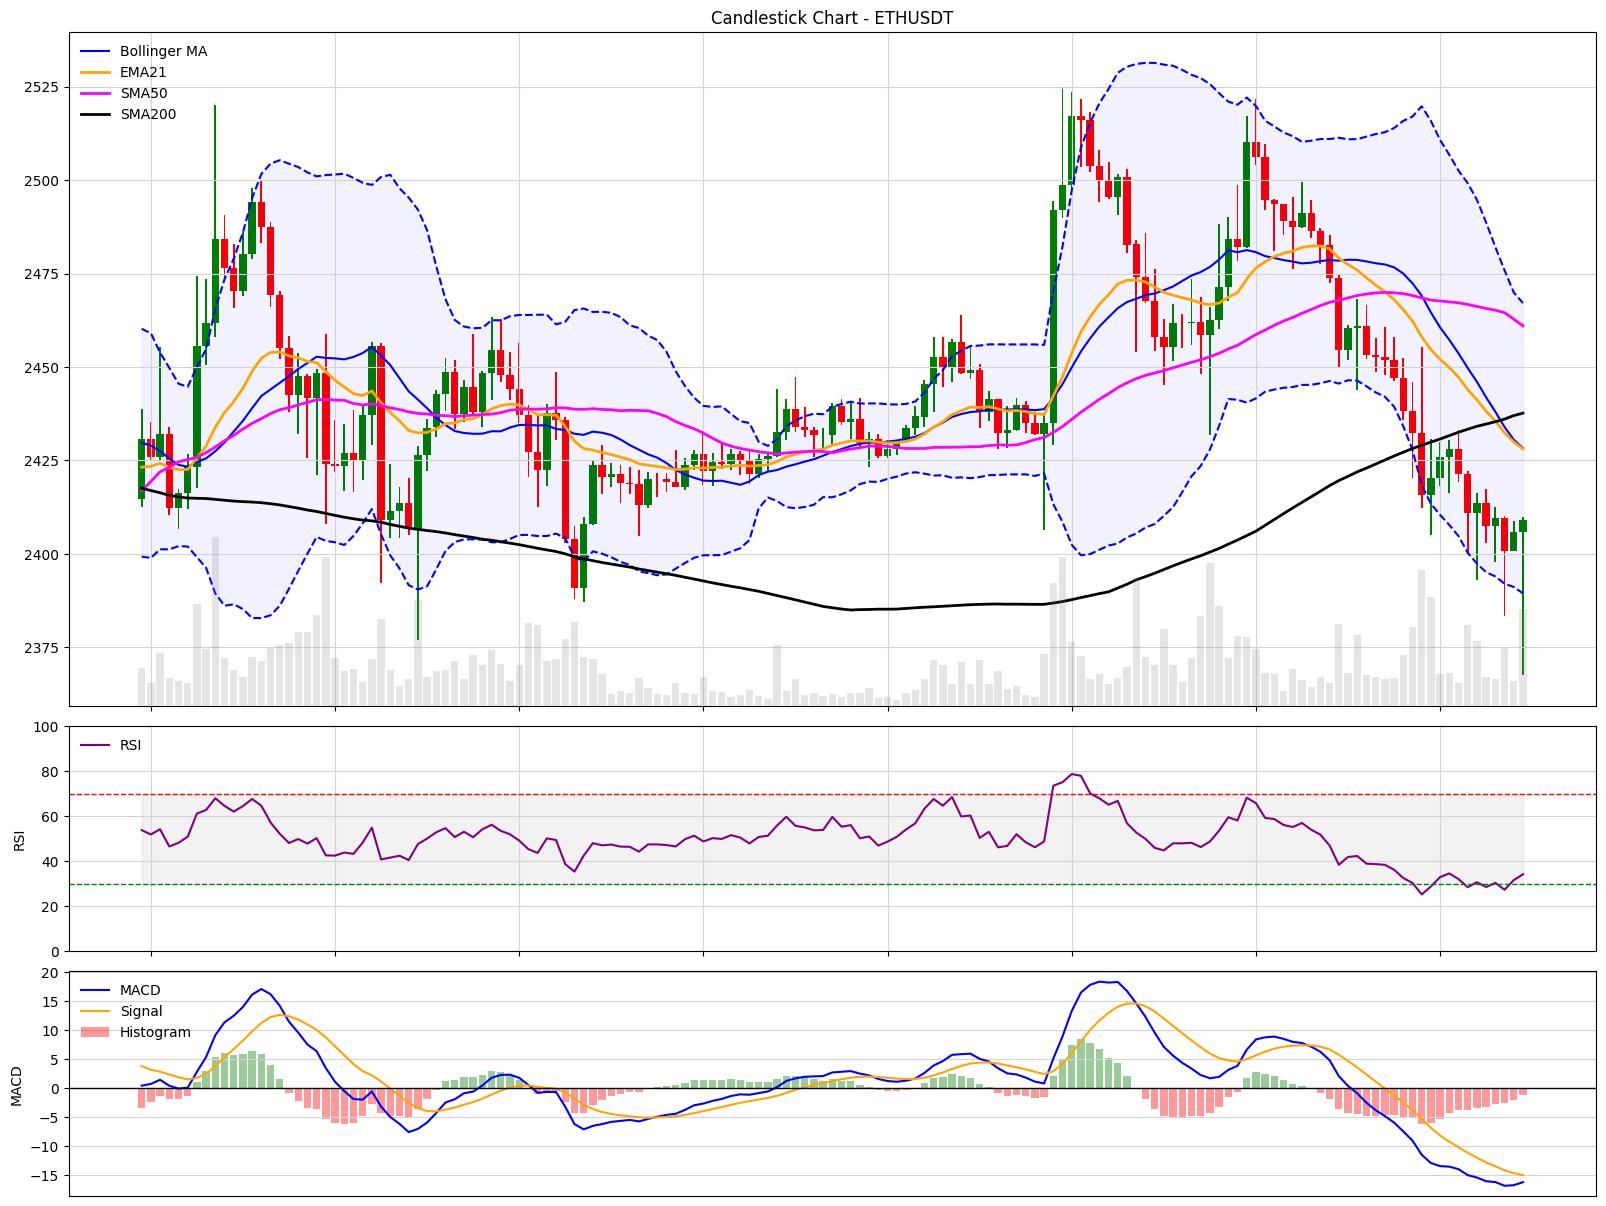 Candlestick Chart - ETHUSDT
Bollinger MA
EMA21
SMA50
SMA200
2525
2500
2475
2450
2425
2400
2375
RSI
100
80
60
40
20
0
RSI
MACD
Signal
Histogram
20
15
10
5
0
−5
−10
−15
MACD